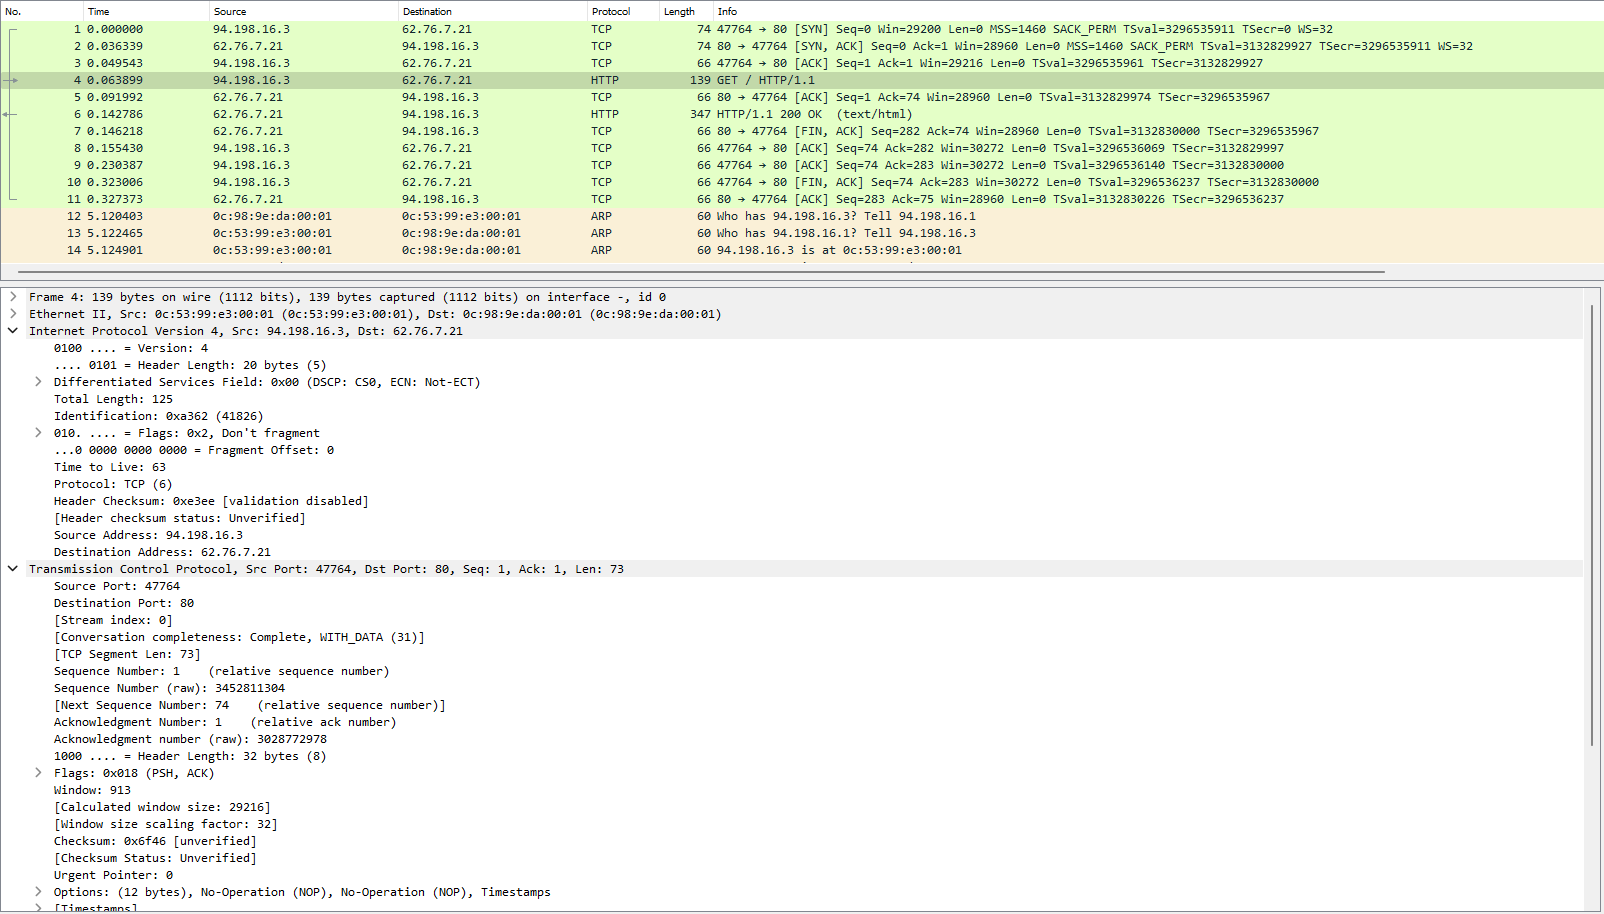 No. Time Source Destination Protocol Length Info
1 0.000000 94.198.16.3 62.76.7.21 TCP 74 47764 → 80 [SYN] Seq=0 Win=29200 Len=0 MSS=1460 SACK_PERM TSval=3296535911 TSecr=0 WS=32
2 0.036339 62.76.7.21 94.198.16.3 TCP 74 80 → 47764 [SYN, ACK] Seq=0 Ack=1 Win=28960 Len=0 MSS=1460 SACK_PERM TSval=3132829927 TSecr=3296535911 WS=32
3 0.049543 94.198.16.3 62.76.7.21 TCP 66 47764 → 80 [ACK] Seq=1 Ack=1 Win=29216 Len=0 TSval=3296535961 TSecr=3132829927
4 0.063899 94.198.16.3 62.76.7.21 HTTP 139 GET / HTTP/1.1
5 0.091992 62.76.7.21 94.198.16.3 TCP 66 80 → 47764 [ACK] Seq=1 Ack=74 Win=28960 Len=0 TSval=3132829974 TSecr=3296535967
6 0.142786 62.76.7.21 94.198.16.3 HTTP 347 HTTP/1.1 200 OK (text/html)
7 0.146218 62.76.7.21 94.198.16.3 TCP 66 80 → 47764 [FIN, ACK] Seq=282 Ack=74 Win=28960 Len=0 TSval=3132830000 TSecr=3296535967
8 0.155430 94.198.16.3 62.76.7.21 TCP 66 47764 → 80 [ACK] Seq=74 Ack=282 Win=30272 Len=0 TSval=3296536069 TSecr=3132829997
9 0.230387 94.198.16.3 62.76.7.21 TCP 66 47764 → 80 [ACK] Seq=74 Ack=283 Win=30272 Len=0 TSval=3296536140 TSecr=3132830000
10 0.323006 94.198.16.3 62.76.7.21 TCP 66 47764 → 80 [FIN, ACK] Seq=74 Ack=283 Win=30272 Len=0 TSval=3296536237 TSecr=3132830000
11 0.327373 62.76.7.21 94.198.16.3 TCP 66 80 → 47764 [ACK] Seq=283 Ack=75 Win=28960 Len=0 TSval=3132830226 TSecr=3296536237
12 5.120403 0c:98:9e:da:00:01 0c:53:99:e3:00:01 ARP 60 Who has 94.198.16.3? Tell 94.198.16.1
13 5.122465 0c:53:99:e3:00:01 0c:98:9e:da:00:01 ARP 60 Who has 94.198.16.1? Tell 94.198.16.3
14 5.124901 0c:53:99:e3:00:01 0c:98:9e:da:00:01 ARP 60 94.198.16.3 is at 0c:53:99:e3:00:01
Frame 4: 139 bytes on wire (1112 bits), 139 bytes captured (1112 bits) on interface -, id 0
Ethernet II, Src: 0c:53:99:e3:00:01 (0c:53:99:e3:00:01), Dst: 0c:98:9e:da:00:01 (0c:98:9e:da:00:01)
Internet Protocol Version 4, Src: 94.198.16.3, Dst: 62.76.7.21
0100 .... = Version: 4
.... 0101 = Header Length: 20 bytes (5)
Differentiated Services Field: 0x00 (DSCP: CS0, ECN: Not-ECT)
Total Length: 125
Identification: 0xa362 (41826)
010. .... = Flags: 0x2, Don't fragment
...0 0000 0000 0000 = Fragment Offset: 0
Time to Live: 63
Protocol: TCP (6)
Header Checksum: 0xe3ee [validation disabled]
[Header checksum status: Unverified]
Source Address: 94.198.16.3
Destination Address: 62.76.7.21
Transmission Control Protocol, Src Port: 47764, Dst Port: 80, Seq: 1, Ack: 1, Len: 73
Source Port: 47764
Destination Port: 80
[Stream index: 0]
[Conversation completeness: Complete, WITH_DATA (31)]
[TCP Segment Len: 73]
Sequence Number: 1 (relative sequence number)
Sequence Number (raw): 3452811304
[Next Sequence Number: 74 (relative sequence number)]
Acknowledgment Number: 1 (relative ack number)
Acknowledgment number (raw): 3028772978
1000 .... = Header Length: 32 bytes (8)
Flags: 0x018 (PSH, ACK)
Window: 913
[Calculated window size: 29216]
[Window size scaling factor: 32]
Checksum: 0x6f46 [unverified]
[Checksum Status: Unverified]
Urgent Pointer: 0
Options: (12 bytes), No-Operation (NOP), No-Operation (NOP), Timestamps
[Timestamps]